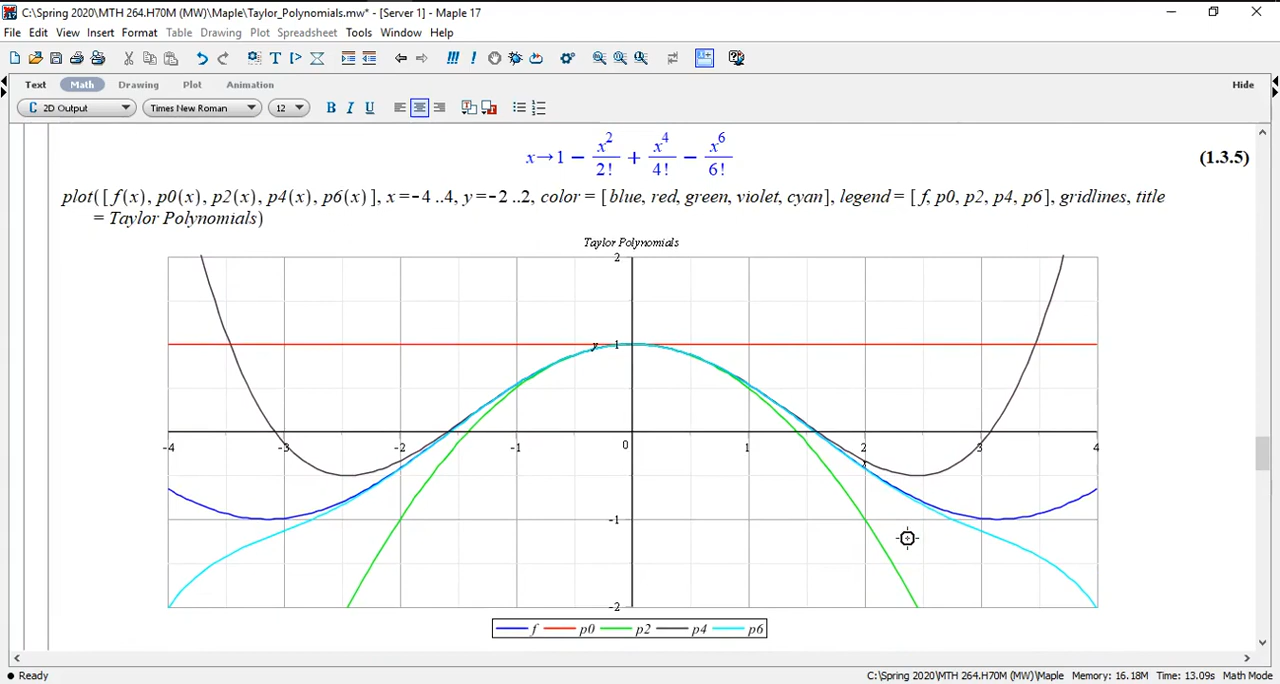 C:\Spring 2020\MTH 264.H70M (MW)\Maple\Taylor_Polynomials.mw* - [Server 1] - Maple 17
File Edit View Insert Format Table Drawing Plot Spreadsheet Tools Window Help
Text Math Drawing Plot Animation Hide
C 2D Output Times New Roman 12 B I U
x→1 − x^2/2! + x^4/4! − x^6/6! (1.3.5)
plot([f(x), p0(x), p2(x), p4(x), p6(x)], x=−4 ..4, y=−2 ..2, color = [blue, red, green, violet, cyan], legend = [f, p0, p2, p4, p6], gridlines, title
= Taylor Polynomials)
Taylor Polynomials
2
y 1
-4 -3 -2 -1 0 1 2 3 4
x
-1
-2
f p0 p2 p4 p6
Ready C:\Spring 2020\MTH 264.H70M (MW)\Maple Memory: 16.18M Time: 13.09s Math Mode